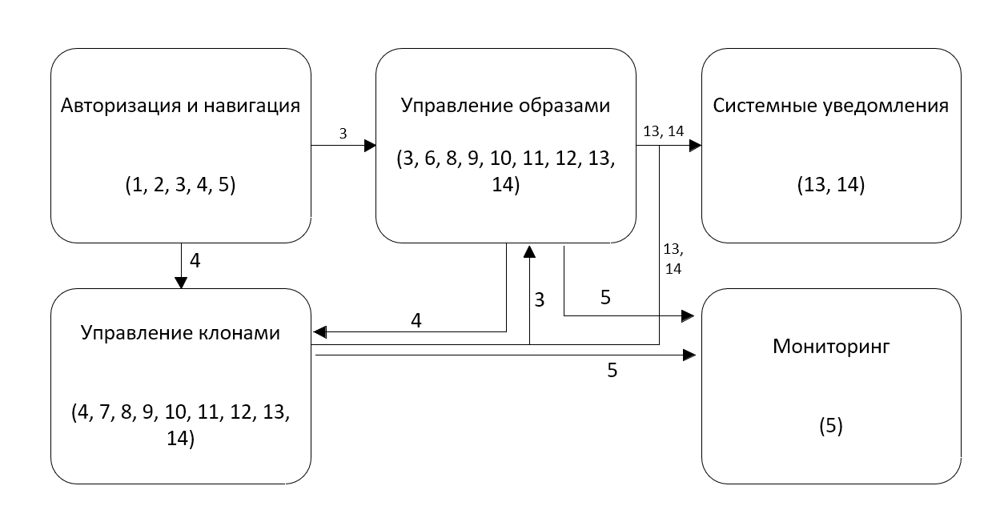 Авторизация и навигация
(1, 2, 3, 4, 5)
3
Управление образами
(3, 6, 8, 9, 10, 11, 12, 13,
14)
13, 14
Системные уведомления
(13, 14)
4
13,
14
3
5
4
5
Управление клонами
(4, 7, 8, 9, 10, 11, 12, 13,
14)
Мониторинг
(5)